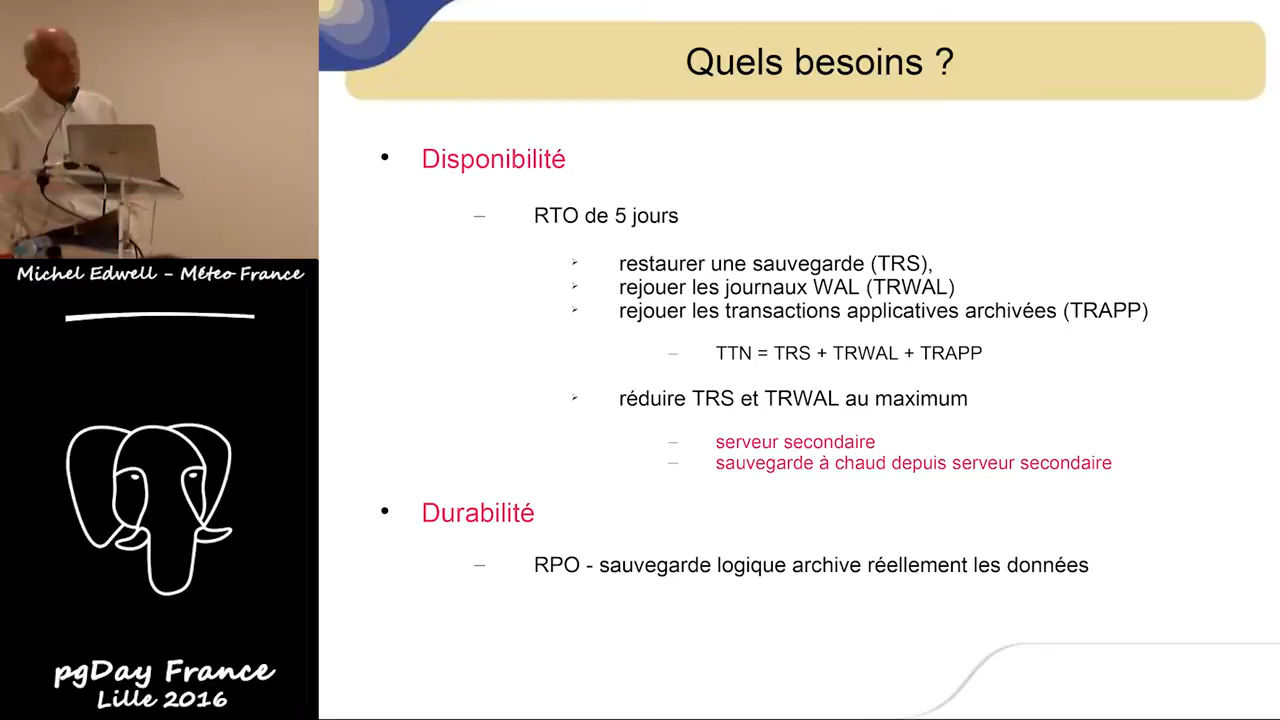 Quels besoins ?
• Disponibilité
– RTO de 5 jours
➢ restaurer une sauvegarde (TRS),
➢ rejouer les journaux WAL (TRWAL)
➢ rejouer les transactions applicatives archivées (TRAPP)
– TTN = TRS + TRWAL + TRAPP
➢ réduire TRS et TRWAL au maximum
– serveur secondaire
– sauvegarde à chaud depuis serveur secondaire
• Durabilité
– RPO - sauvegarde logique archive réellement les données
Michel Edwell – Méteo France
pgDay France
Lille 2016